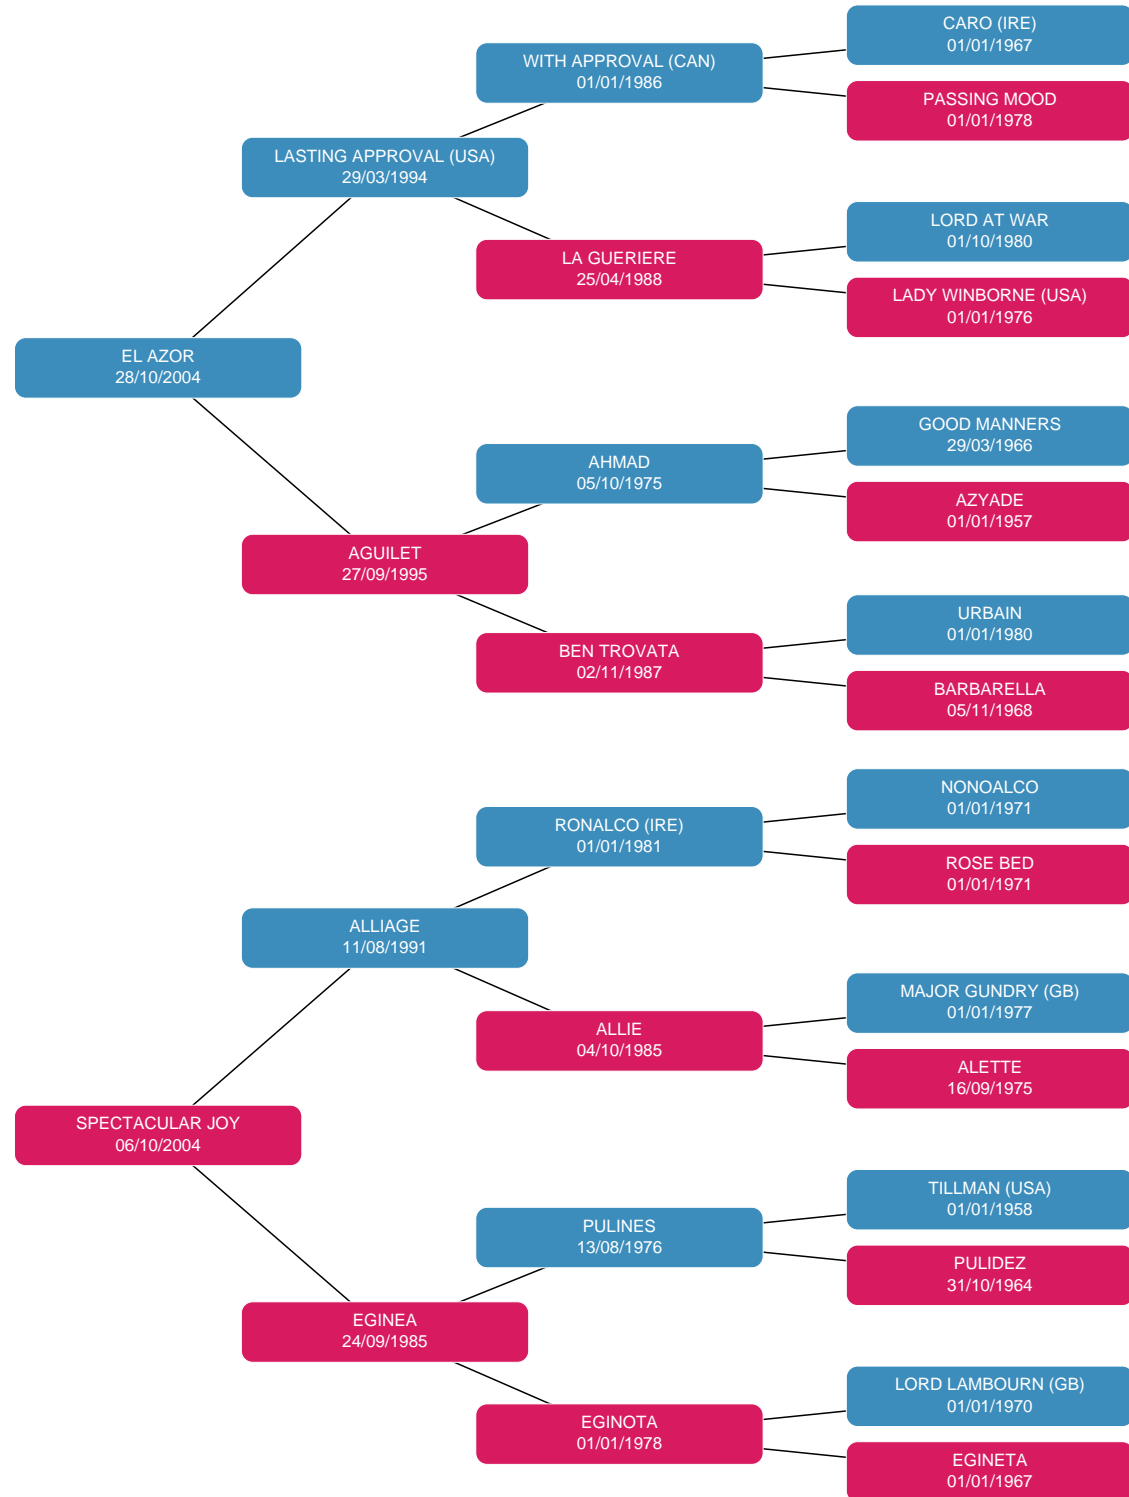 CARO (IRE)
01/01/1967
WITH APPROVAL (CAN)
01/01/1986
PASSING MOOD
01/01/1978
LASTING APPROVAL (USA)
29/03/1994
LORD AT WAR
01/10/1980
LA GUERIERE
25/04/1988
LADY WINBORNE (USA)
01/01/1976
EL AZOR
28/10/2004
GOOD MANNERS
29/03/1966
AHMAD
05/10/1975
AZYADE
01/01/1957
AGUILET
27/09/1995
URBAIN
01/01/1980
BEN TROVATA
02/11/1987
BARBARELLA
05/11/1968
NONOALCO
01/01/1971
RONALCO (IRE)
01/01/1981
ROSE BED
01/01/1971
ALLIAGE
11/08/1991
MAJOR GUNDRY (GB)
01/01/1977
ALLIE
04/10/1985
ALETTE
16/09/1975
SPECTACULAR JOY
06/10/2004
TILLMAN (USA)
01/01/1958
PULINES
13/08/1976
PULIDEZ
31/10/1964
EGINEA
24/09/1985
LORD LAMBOURN (GB)
01/01/1970
EGINOTA
01/01/1978
EGINETA
01/01/1967